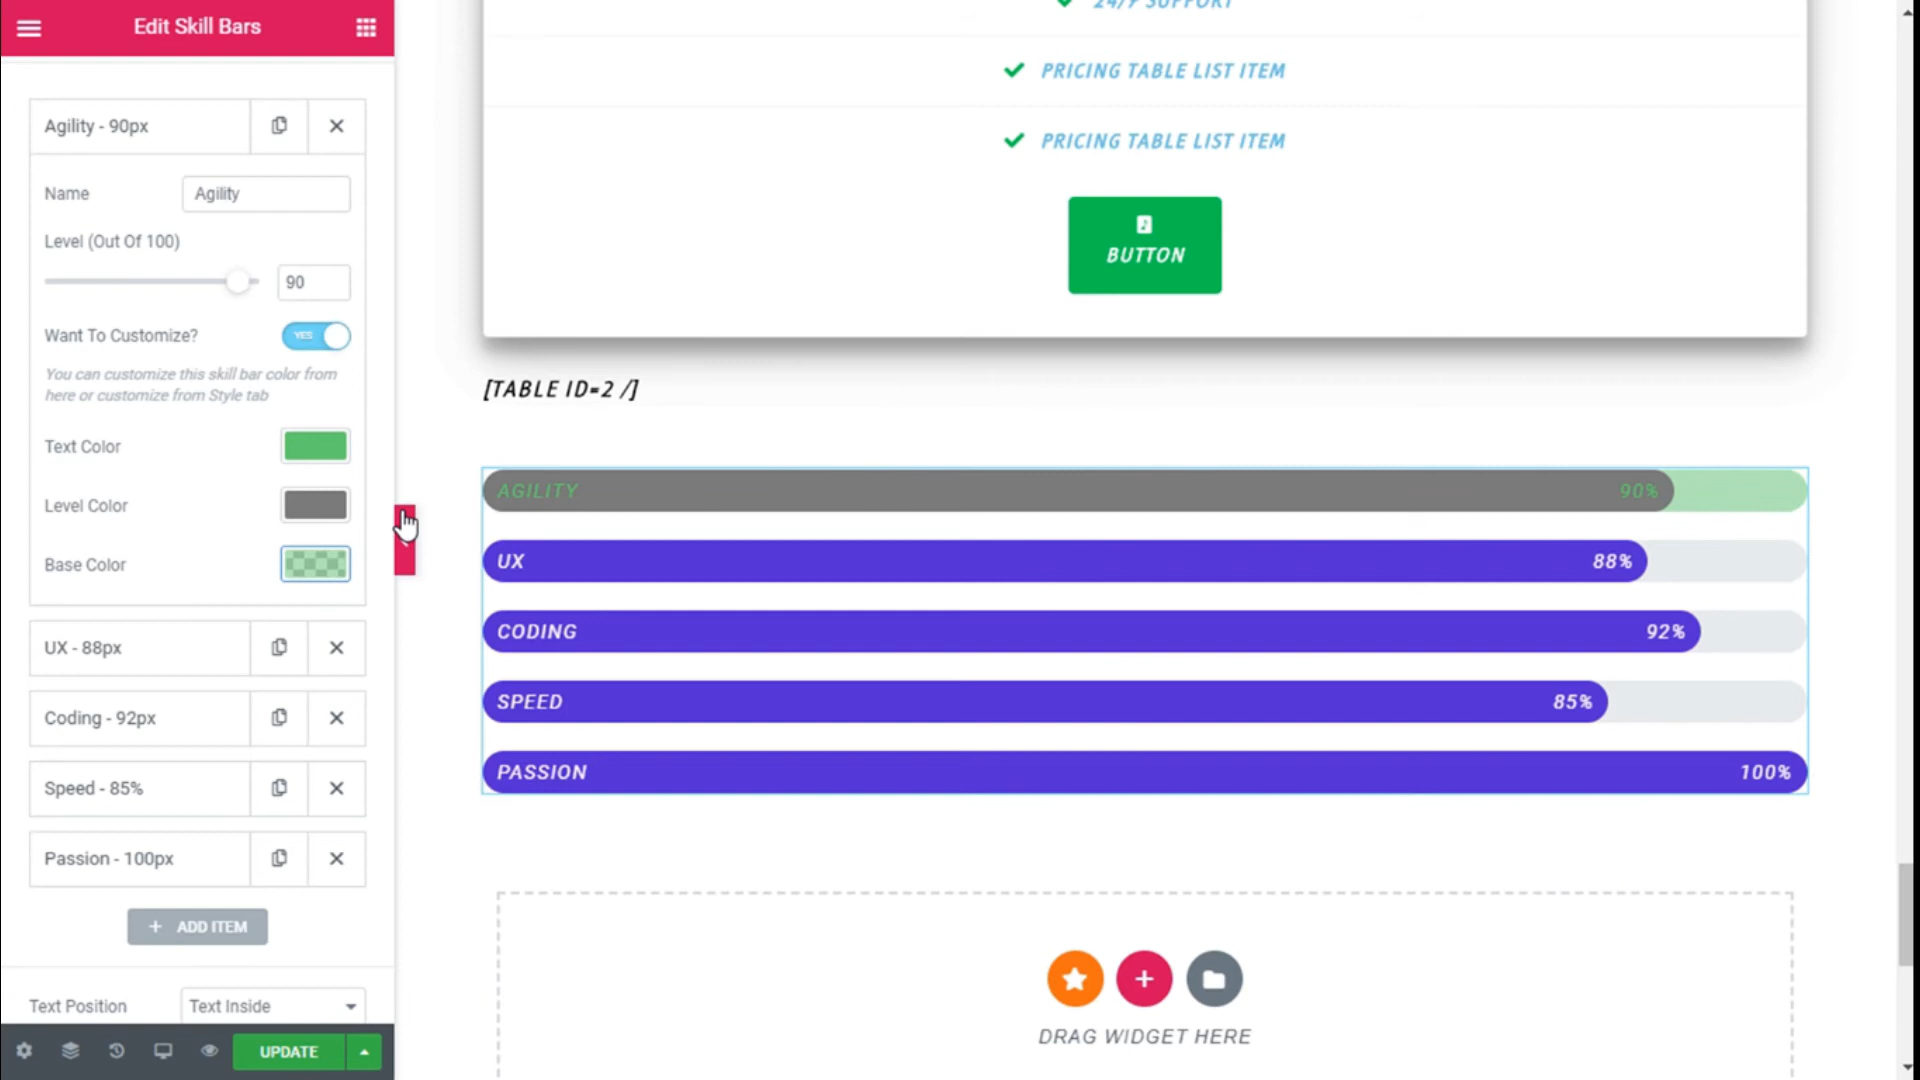 Edit Skill Bars
Agility - 90px
Name
Agility
Level (Out Of 100)
90
Want To Customize?
YES
You can customize this skill bar color from
here or customize from Style tab
Text Color
Level Color
Base Color
UX - 88px
Coding - 92px
Speed - 85%
Passion - 100px
+ ADD ITEM
Text Position
Text Inside
UPDATE
24/7 SUPPORT
PRICING TABLE LIST ITEM
PRICING TABLE LIST ITEM
BUTTON
[TABLE ID=2 /]
AGILITY 90%
UX 88%
CODING 92%
SPEED 85%
PASSION 100%
DRAG WIDGET HERE